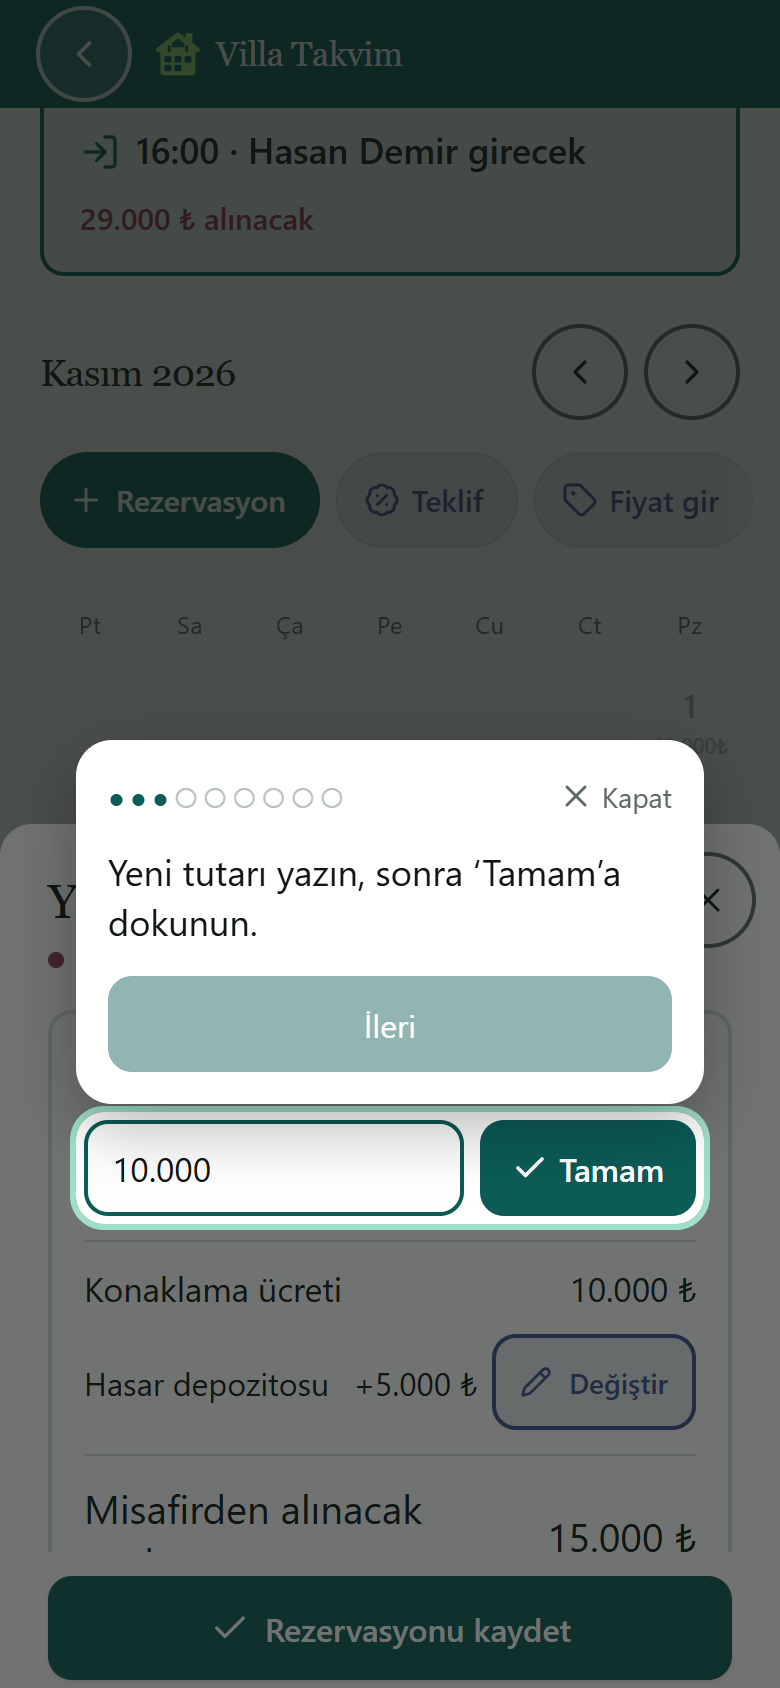 Villa Takvim
16:00 · Hasan Demir girecek
29.000 ₺ alınacak
Kasım 2026
Rezervasyon
Teklif
Fiyat gir
Pt Sa Ça Pe Cu Ct Pz
1
Kapat
Yeni tutarı yazın, sonra ‘Tamam’a
dokunun.
İleri
10.000
Tamam
Konaklama ücreti 10.000 ₺
Hasar depozitosu +5.000 ₺ Değiştir
Misafirden alınacak
15.000 ₺
Rezervasyonu kaydet